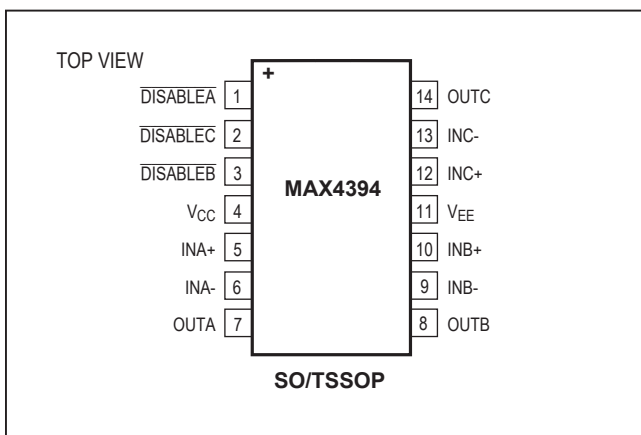 TOP VIEW
+
DISABLEA 1
DISABLEC 2
DISABLEB 3
VCC 4
INA+ 5
INA- 6
OUTA 7
MAX4394
14 OUTC
13 INC-
12 INC+
11 VEE
10 INB+
9 INB-
8 OUTB
SO/TSSOP